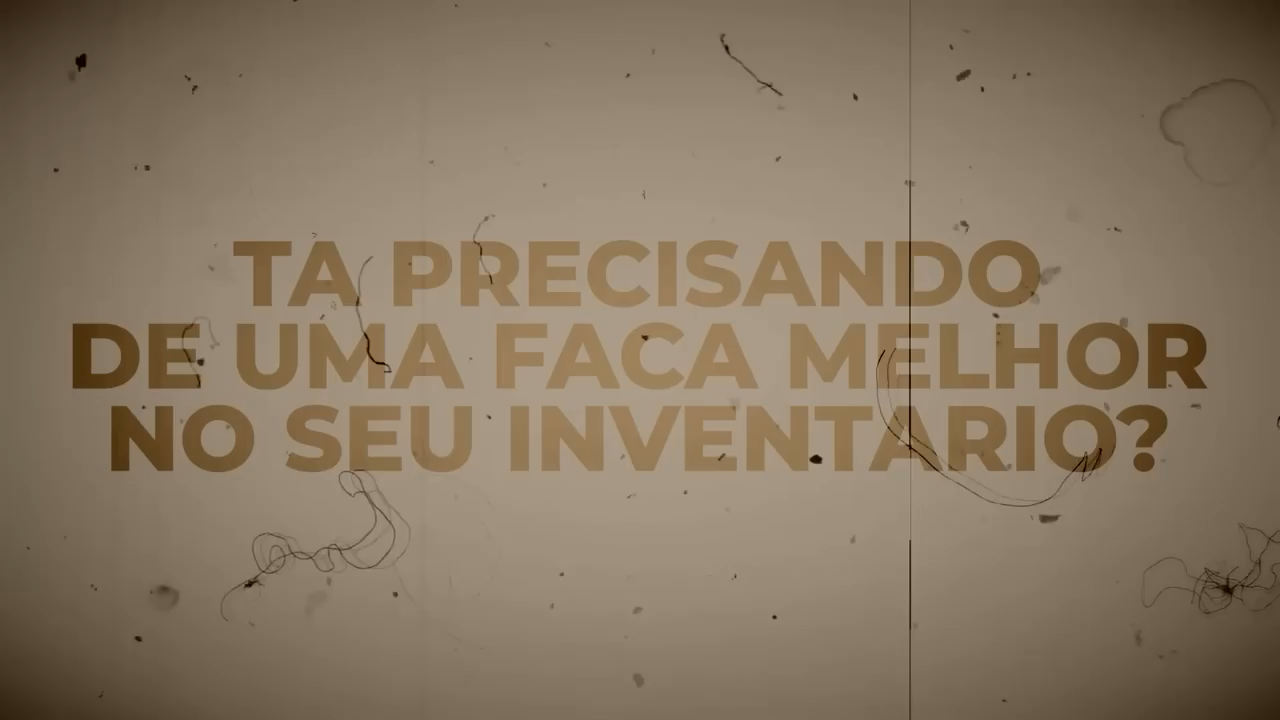 TA PRECISANDO
DE UMA FACA MELHOR
NO SEU INVENTARIO?